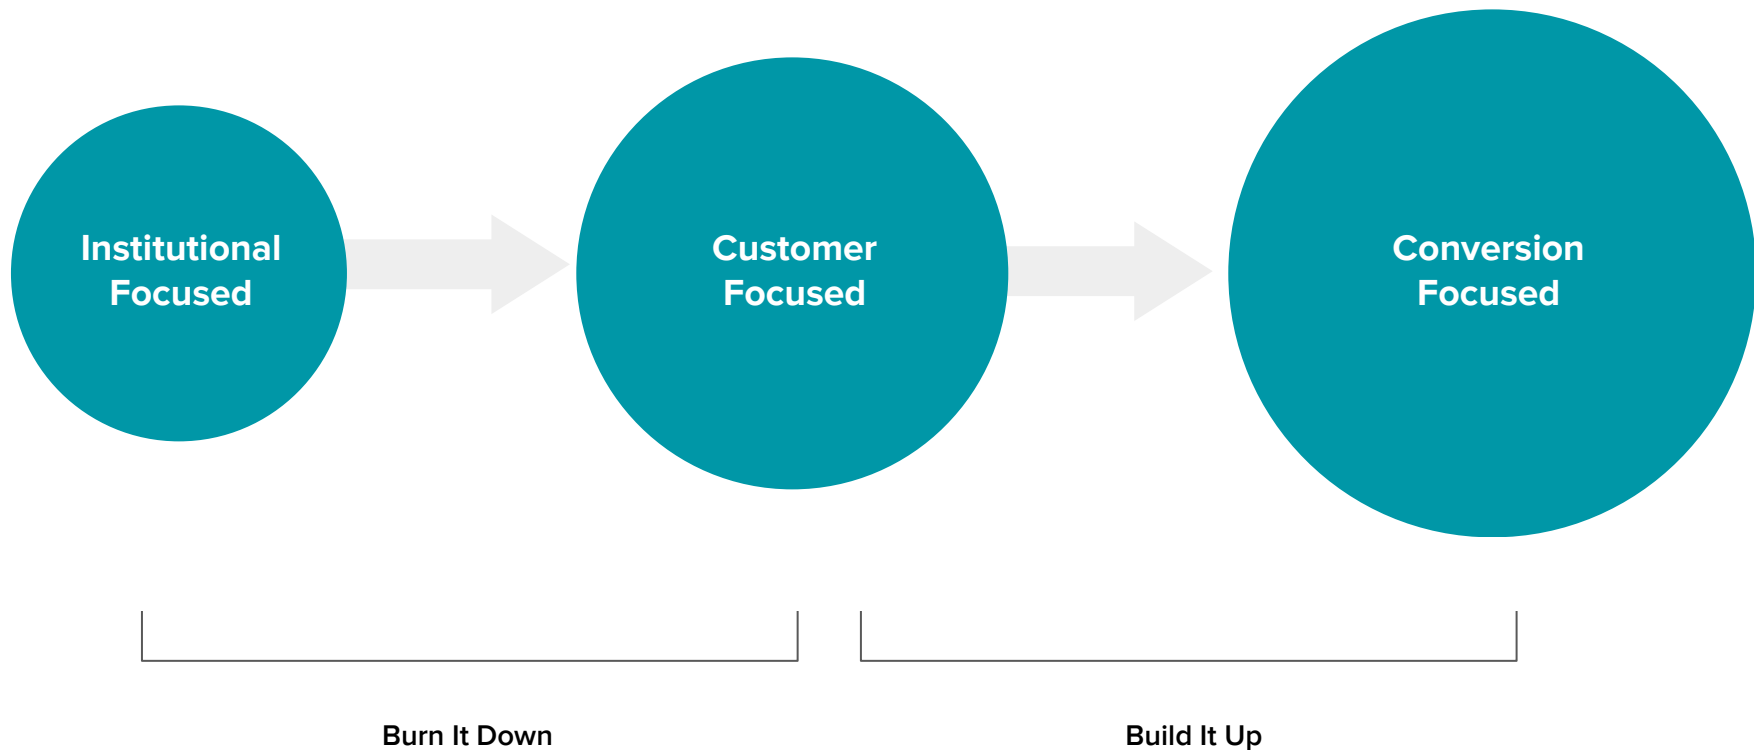 Institutional
Focused
Customer
Focused
Conversion
Focused
Burn It Down
Build It Up